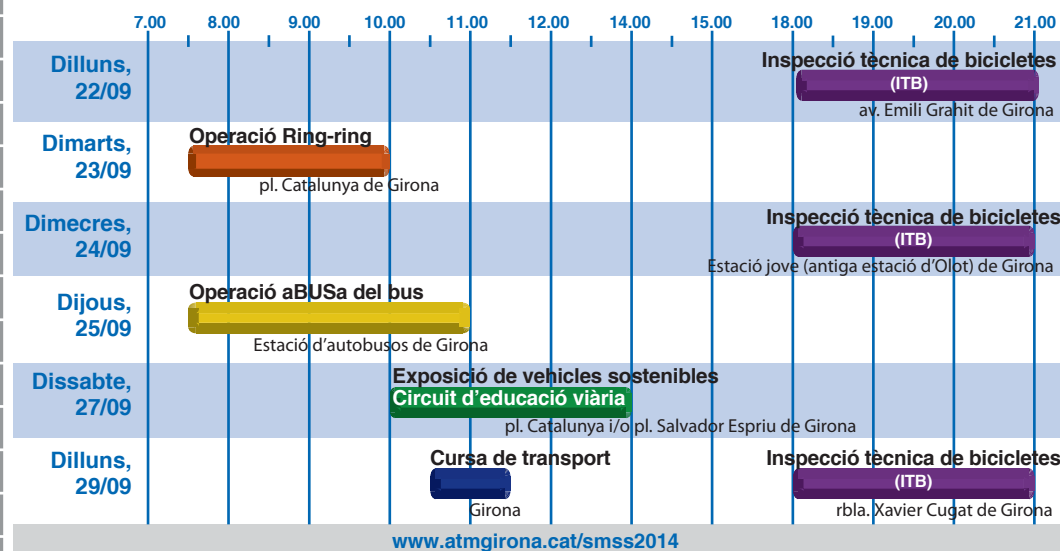 7.00 8.00 9.00 10.00 11.00 12.00 13.00 14.00 15.00 17.00 18.00 19.00 20.00 21.00
Dilluns,
22/09
Inspecció tècnica de bicicletes
(ITB)
av. Emili Grahit de Girona
Dimarts,
23/09
Operació Ring-ring
pl. Catalunya de Girona
Dimecres,
24/09
Inspecció tècnica de bicicletes
(ITB)
Estació jove (antiga estació d'Olot) de Girona
Dijous,
25/09
Operació aBUSa del bus
Estació d'autobusos de Girona
Dissabte,
27/09
Exposició de vehicles sostenibles
Circuit d'educació viària
pl. Catalunya i/o pl. Salvador Espriu de Girona
Dilluns,
29/09
Cursa de transport
Girona
Inspecció tècnica de bicicletes
(ITB)
rbla. Xavier Cugat de Girona
www.atmgirona.cat/smss2014